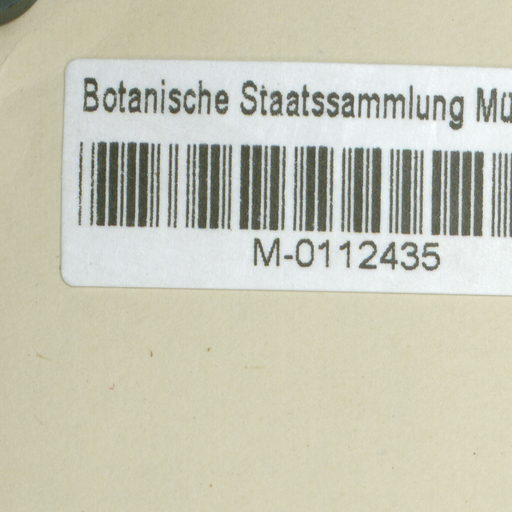 Botanische Staatssammlung Mü
M-0112435